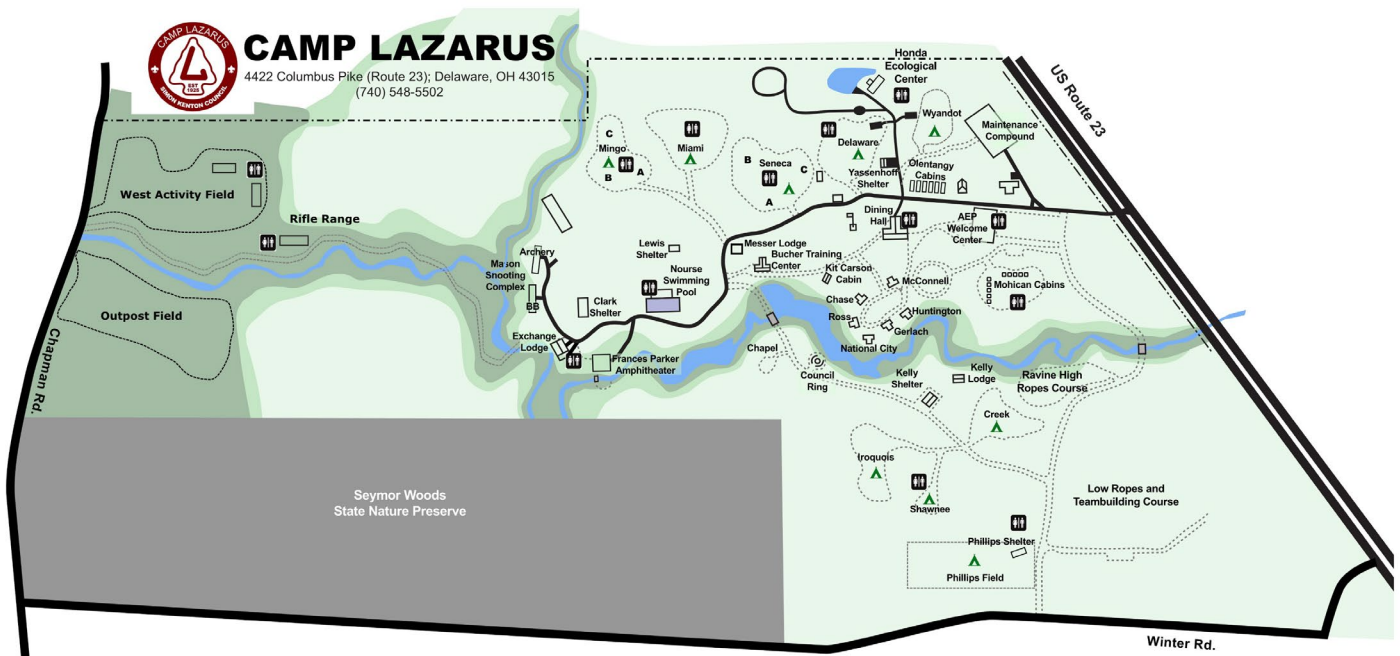 CAMP LAZARUS
EST
1928
SIMON KENTON COUNCIL
CAMP LAZARUS
4422 Columbus Pike (Route 23); Delaware, OH 43015
(740) 548-5502
Honda
Ecological
Center
US Route 23
Wyandot
Maintenance
Compound
C
Mingo
B
A
Miami
B
Seneca
C
A
Delaware
Yassenhoff
Shelter
Olentangy
Cabins
West Activity Field
Rifle Range
Dining
Hall
AEP
Welcome
Center
Archery
Mason
Shooting
Complex
BB
Lewis
Shelter
Nourse
Swimming
Pool
Messer Lodge
Bucher Training
Center
Kit Carson
Cabin
McConnell
Mohican Cabins
Outpost Field
Clark
Shelter
Chase
Ross
Huntington
Gerlach
National City
Chapman Rd.
Exchange
Lodge
Frances Parker
Amphitheater
Chapel
Council
Ring
Kelly
Shelter
Kelly
Lodge
Ravine High
Ropes Course
Creek
Iroquois
Shawnee
Seymor Woods
State Nature Preserve
Low Ropes and
Teambuilding Course
Phillips Shelter
Phillips Field
Winter Rd.